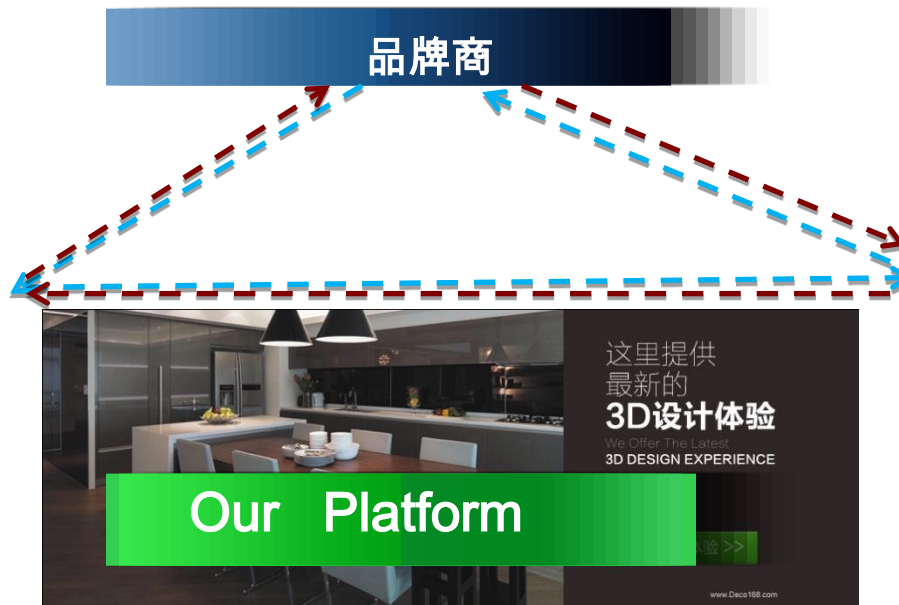 品牌商
这里提供
最新的
3D设计体验
We Offer The Latest
3D DESIGN EXPERIENCE
Our Platform
验 >>
www.Deco168.com